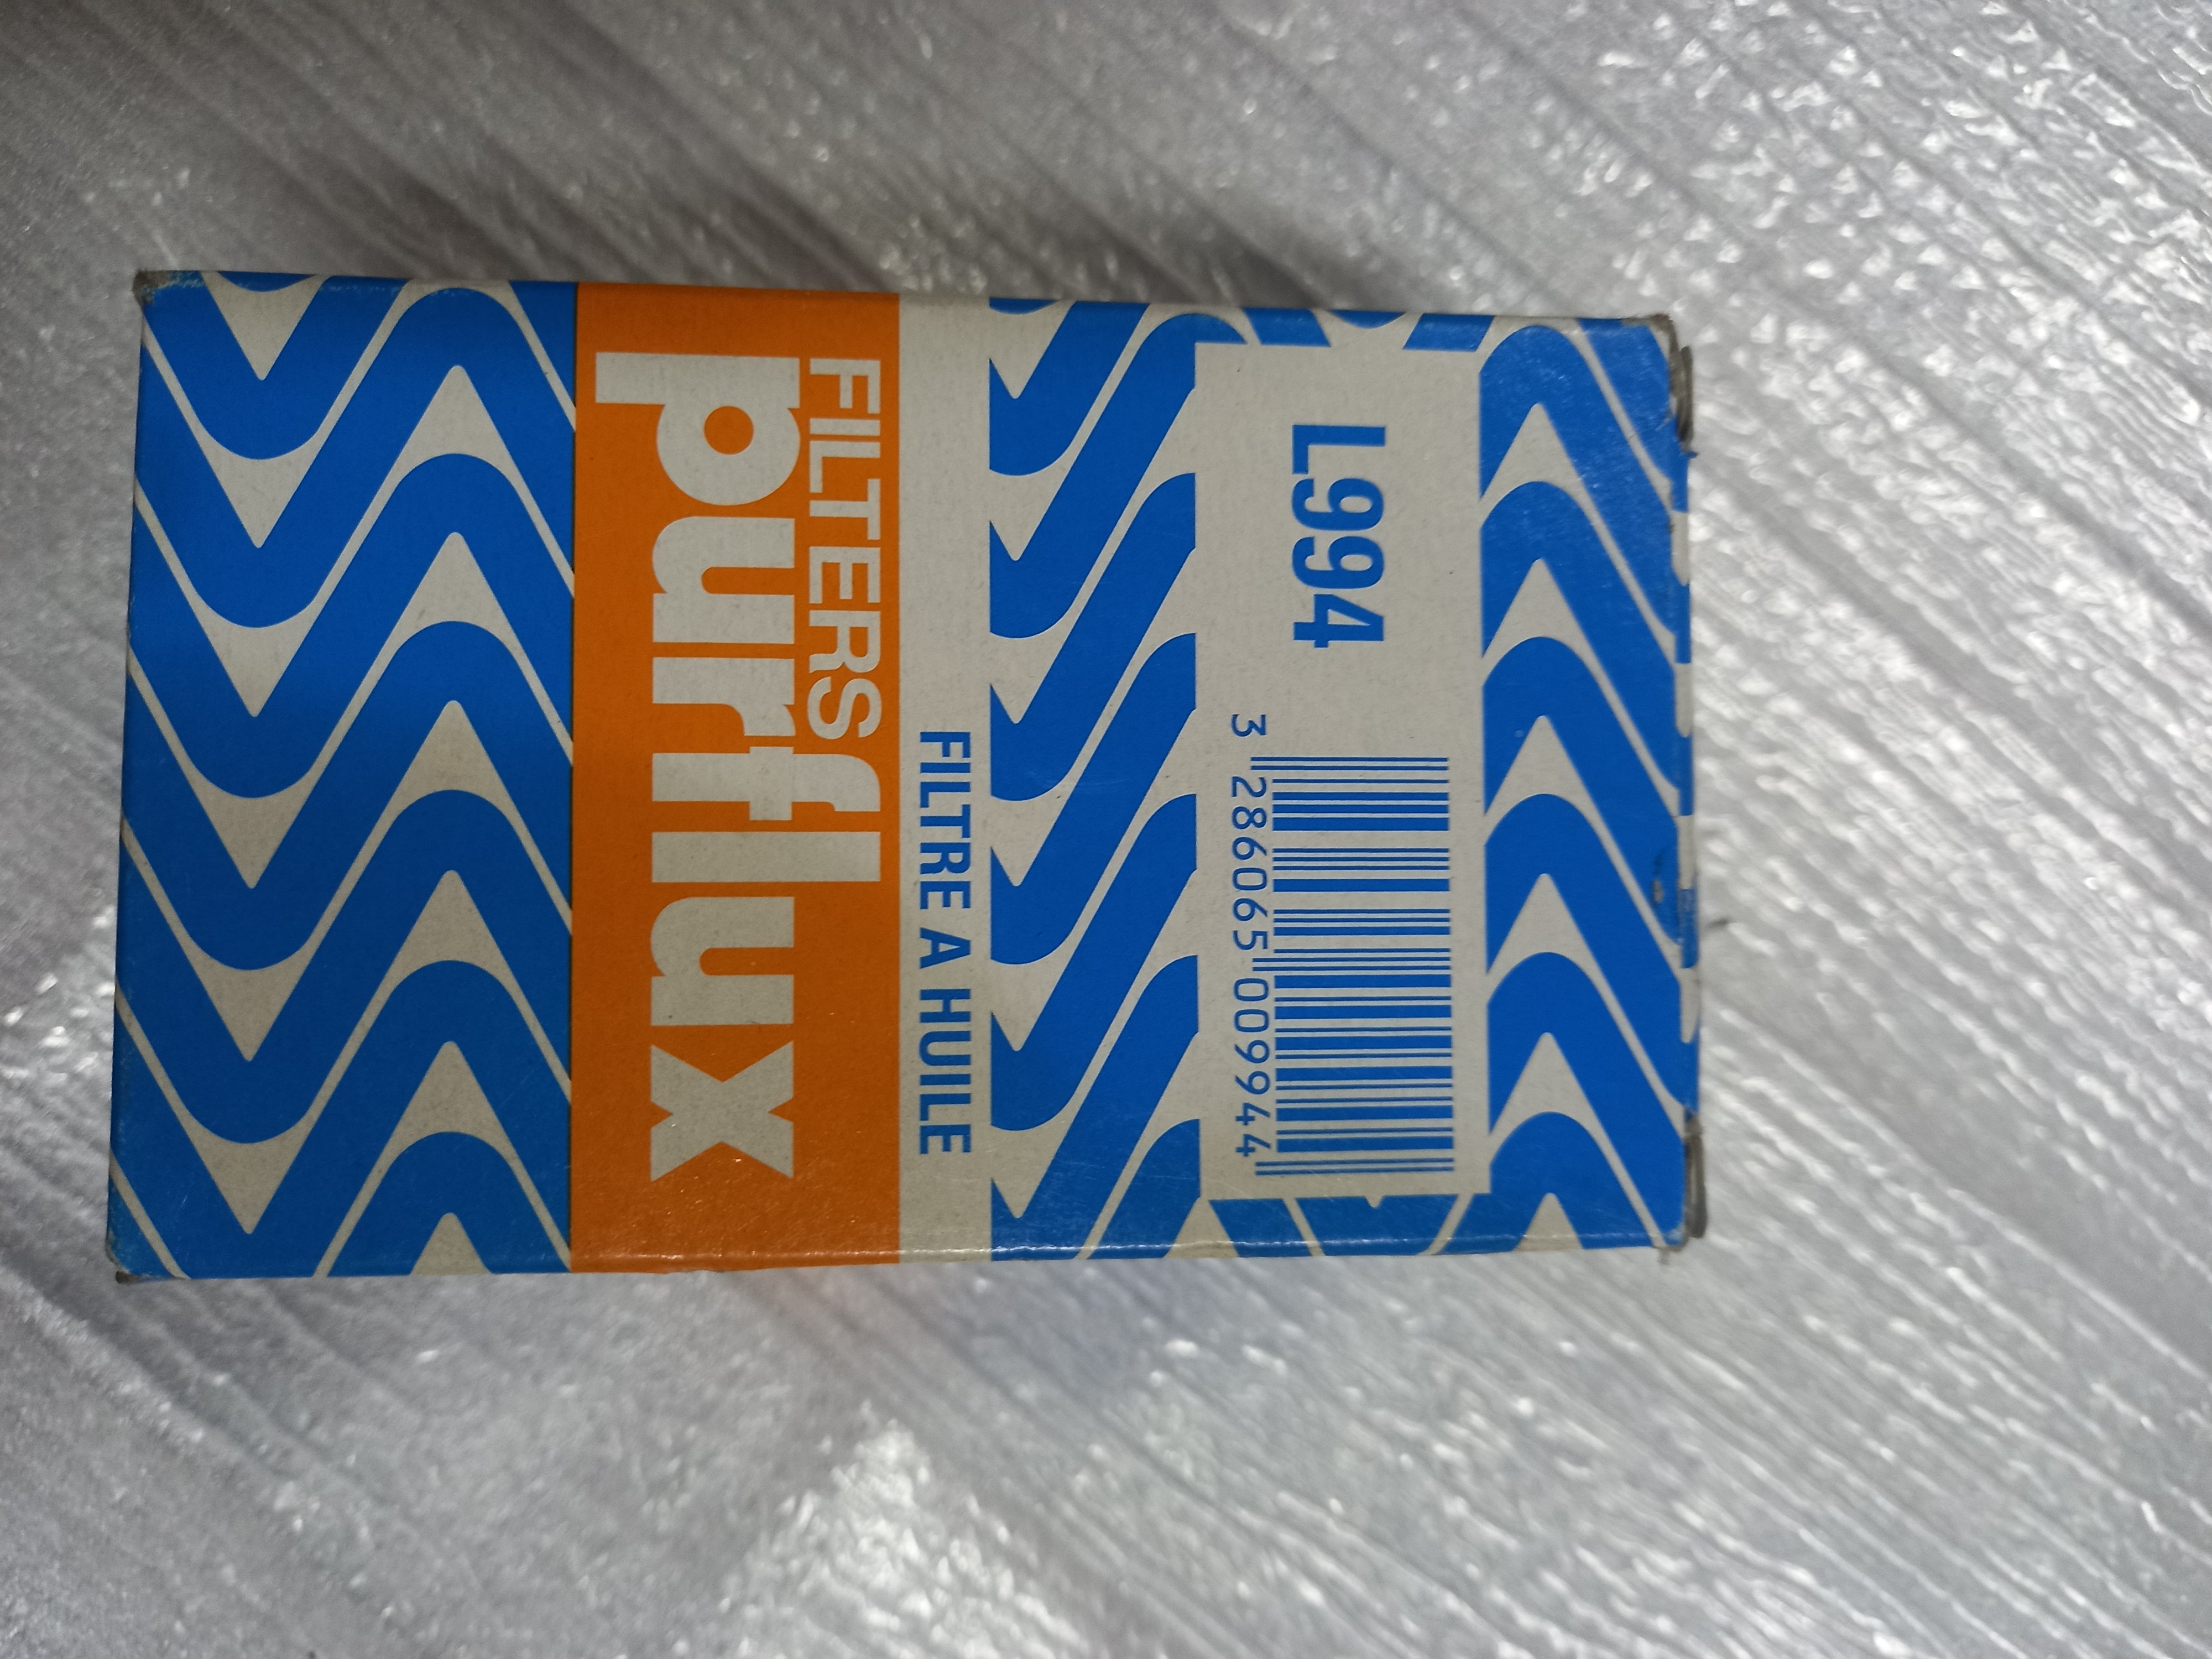 FILTERS
purflux
FILTRE A HUILE
L994
3 286065 009944